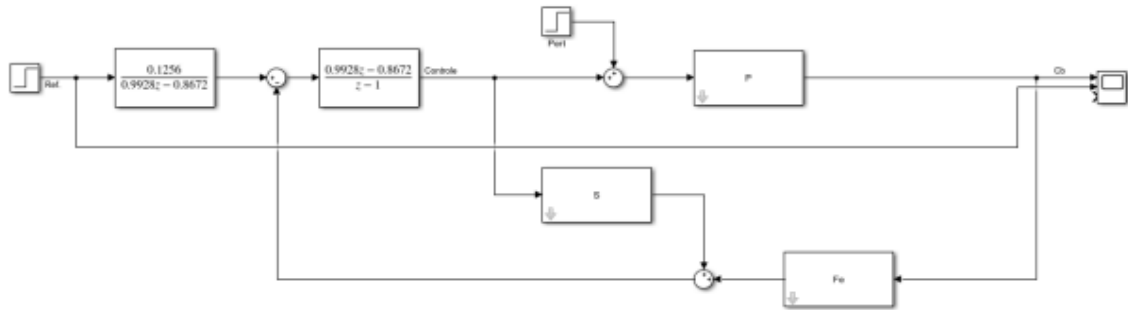 Pert
0.1256
0.9928z − 0.8672
0.9928z − 0.8672
z − 1
Ref.
Controle
P
Cb
S
Fe